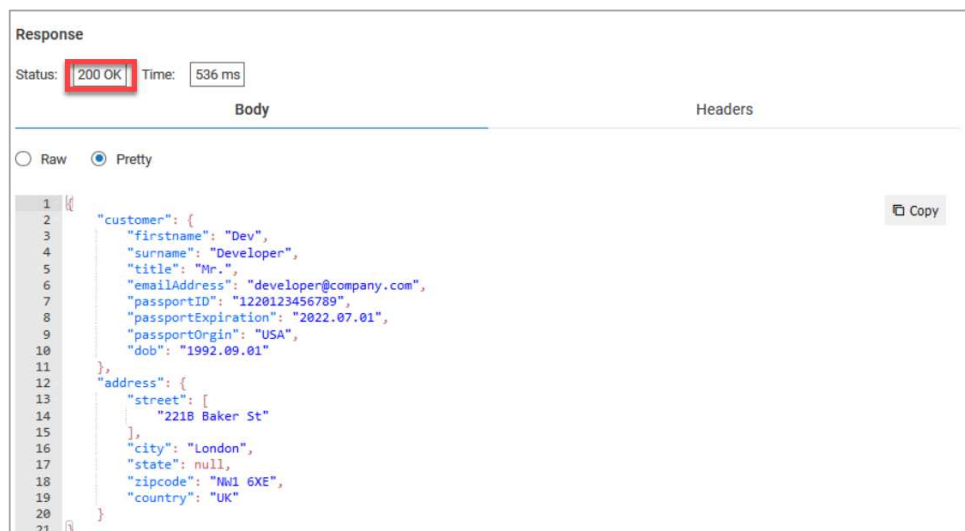 Response
Status: 200 OK Time: 536 ms
Body Headers
Raw Pretty
Copy
1 {
2 "customer": {
3 "firstname": "Dev",
4 "surname": "Developer",
5 "title": "Mr.",
6 "emailAddress": "developer@company.com",
7 "passportID": "1220123456789",
8 "passportExpiration": "2022.07.01",
9 "passportOrgin": "USA",
10 "dob": "1992.09.01"
11 },
12 "address": {
13 "street": [
14 "221B Baker St"
15 ],
16 "city": "London",
17 "state": null,
18 "zipcode": "NW1 6XE",
19 "country": "UK"
20 }
21 }